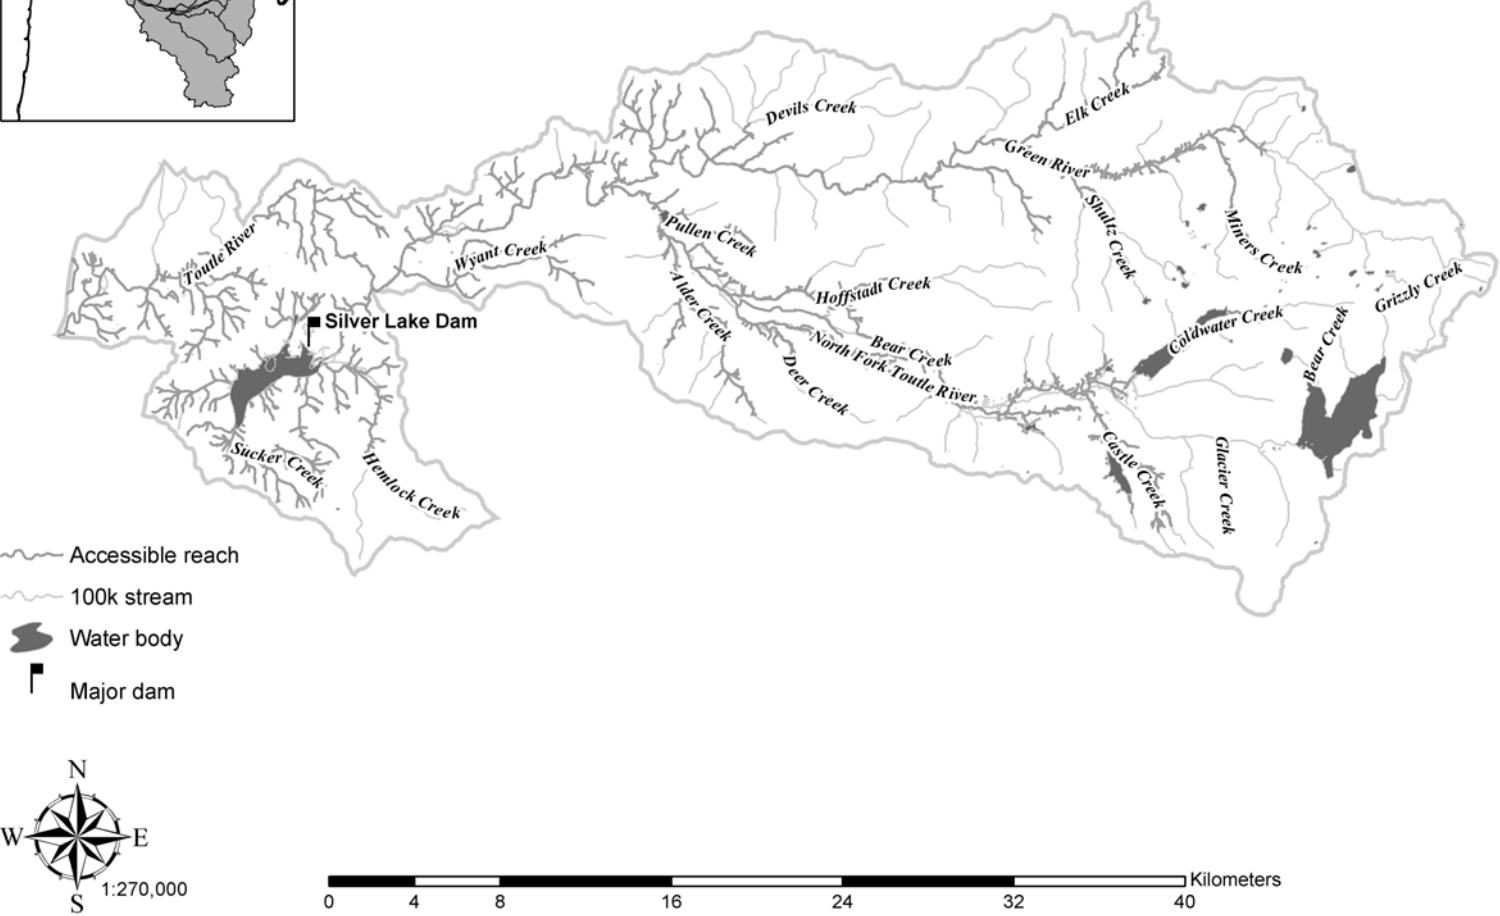 Devils Creek
Elk Creek
Green River
Toutle River
Wyant Creek
Pullen Creek
Shultz Creek
Miners Creek
Grizzly Creek
Alder Creek
Hoffstadt Creek
Silver Lake Dam
Coldwater Creek
Bear Creek
Bear Creek
North Fork Toutle River
Deer Creek
Sucker Creek
Hemlock Creek
Castle Creek
Glacier Creek
Accessible reach
100k stream
Water body
Major dam
N
W E
S
1:270,000
Kilometers
0 4 8 16 24 32 40